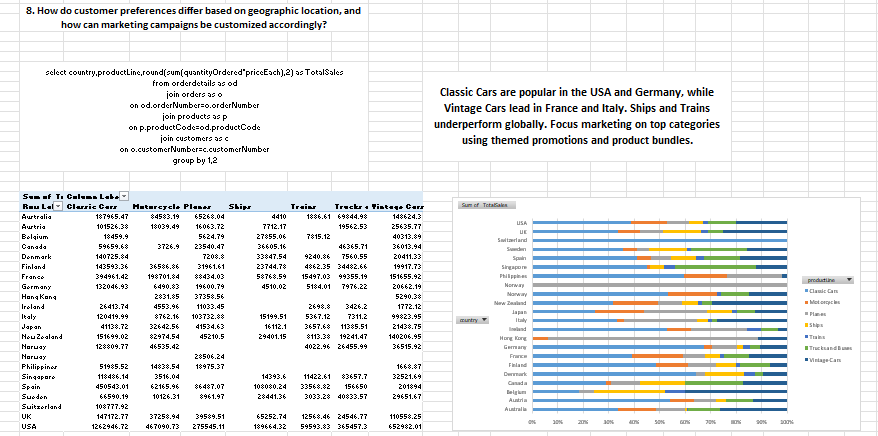 8. How do customer preferences differ based on geographic location, and
how can marketing campaigns be customized accordingly?
select country,productLine,round(sum(quantityOrdered*priceEach),2) as TotalSales
from orderdetails as od
join orders as o
on od.orderNumber=o.orderNumber
join products as p
on p.productCode=od.productCode
join customers as c
on o.customerNumber=c.customerNumber
group by 1,2
Classic Cars are popular in the USA and Germany, while
Vintage Cars lead in France and Italy. Ships and Trains
underperform globally. Focus marketing on top categories
using themed promotions and product bundles.
Sum of Column Labe
Row La Classic Cars Motorcycle Planes Ships Trains Trucks Vintage Cars
Australia 187965.47 84583.19 65268.04 4410 1886.61 69844.98 148624.3
Austria 101526.38 18039.49 16063.72 7712.17 19562.53 25635.77
Belgium 18459.9 5624.79 27855.06 7815.12 40313.89
Canada 59659.68 3726.9 23540.47 36605.16 46365.71 36013.94
Denmark 140725.84 7208.8 33847.54 9240.86 7560.55 20411.33
Finland 143593.36 36586.86 31961.61 23744.78 4862.35 34482.66 19917.73
France 394961.42 198701.84 88434.03 58768.59 15497.03 99355.19 151655.92
Germany 132046.93 6490.83 19600.79 4510.02 5184.01 7976.22 20662.19
Hong Kong 2831.85 37358.56 5290.38
Ireland 26413.74 4553.96 11033.45 2698.8 3426.2 1772.12
Italy 120419.99 8762.16 103732.88 15199.51 5367.12 7311.2 99823.95
Japan 41138.72 32642.56 41534.63 16112.1 3657.68 11385.51 21438.75
New Zealand 151699.02 82974.54 45210.5 29401.15 8113.38 19241.47 140206.95
Norway 128809.77 46535.42 4022.96 26455.99 36515.92
Norway 28506.24
Philippines 51985.52 14838.54 18975.37 1668.87
Singapore 118486.14 3516.04 14393.6 11422.61 83657.7 32521.69
Spain 450543.01 62165.96 86487.07 108080.24 33568.82 156650 201894
Sweden 66590.19 10126.31 8961.97 28441.36 3033.28 40833.57 29651.67
Switzerland 108777.92
UK 147172.77 37258.94 39589.51 65252.74 12568.46 24546.77 110558.25
USA 1262946.72 467090.73 275545.11 189664.32 59593.83 365457.3 652982.01
Sum of TotalSales
USA
UK
Switzerland
Sweden
Spain
Singapore
Philippines
Norway
Norway
New Zealand
Japan
Italy
Ireland
Hong Kong
Germany
France
Finland
Denmark
Canada
Belgium
Austria
Australia
country
0% 10% 20% 30% 40% 50% 60% 70% 80% 90% 100%
productLine
Classic Cars
Motorcycles
Planes
Ships
Trains
Trucks and Buses
Vintage Cars